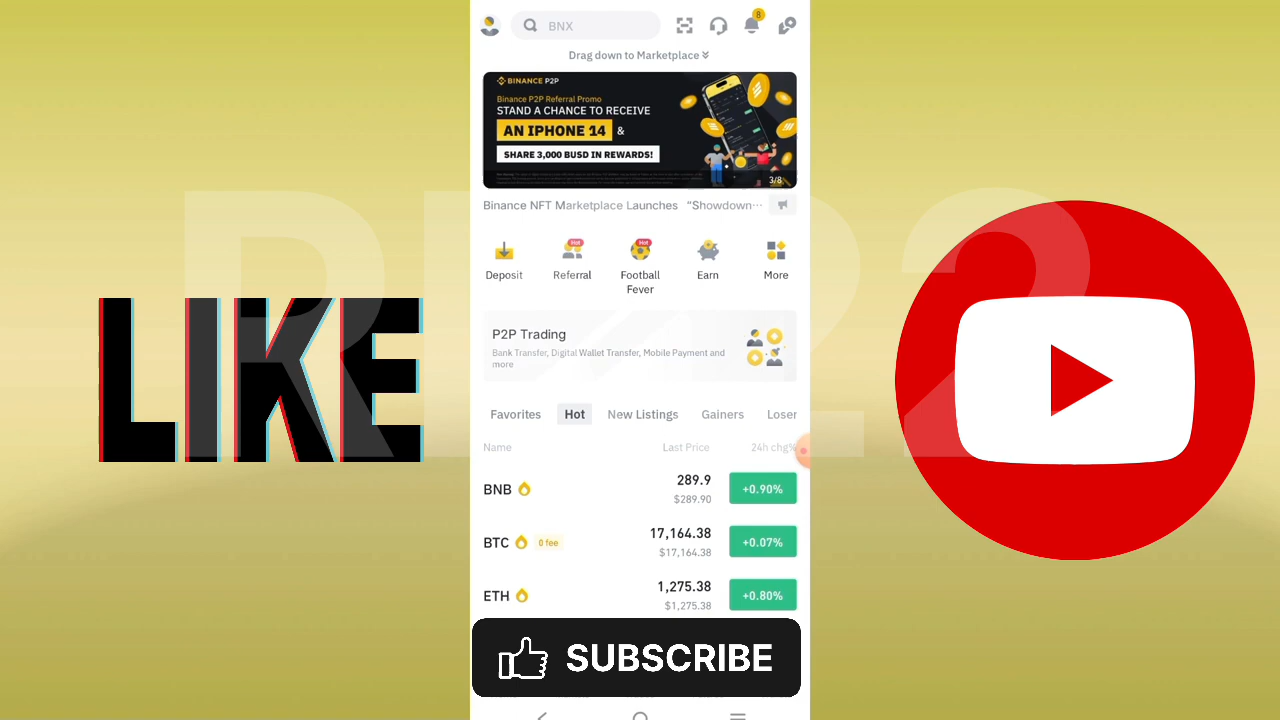 BNX
8
Drag down to Marketplace
BINANCE P2P
Binance P2P Referral Promo
STAND A CHANCE TO RECEIVE
AN IPHONE 14 &
SHARE 3,000 BUSD IN REWARDS!
3/8
Binance NFT Marketplace Launches “Showdown···
Hot
Hot
Deposit
Referral
Football
Fever
Earn
More
P2P Trading
Bank Transfer, Digital Wallet Transfer, Mobile Payment and
more
Favorites
Hot
New Listings
Gainers
Loser
Name
Last Price
24h chg%
BNB
289.9
$289.90
+0.90%
BTC
0 fee
17,164.38
$17,164.38
+0.07%
ETH
1,275.38
$1,275.38
+0.80%
SUBSCRIBE
LIKE